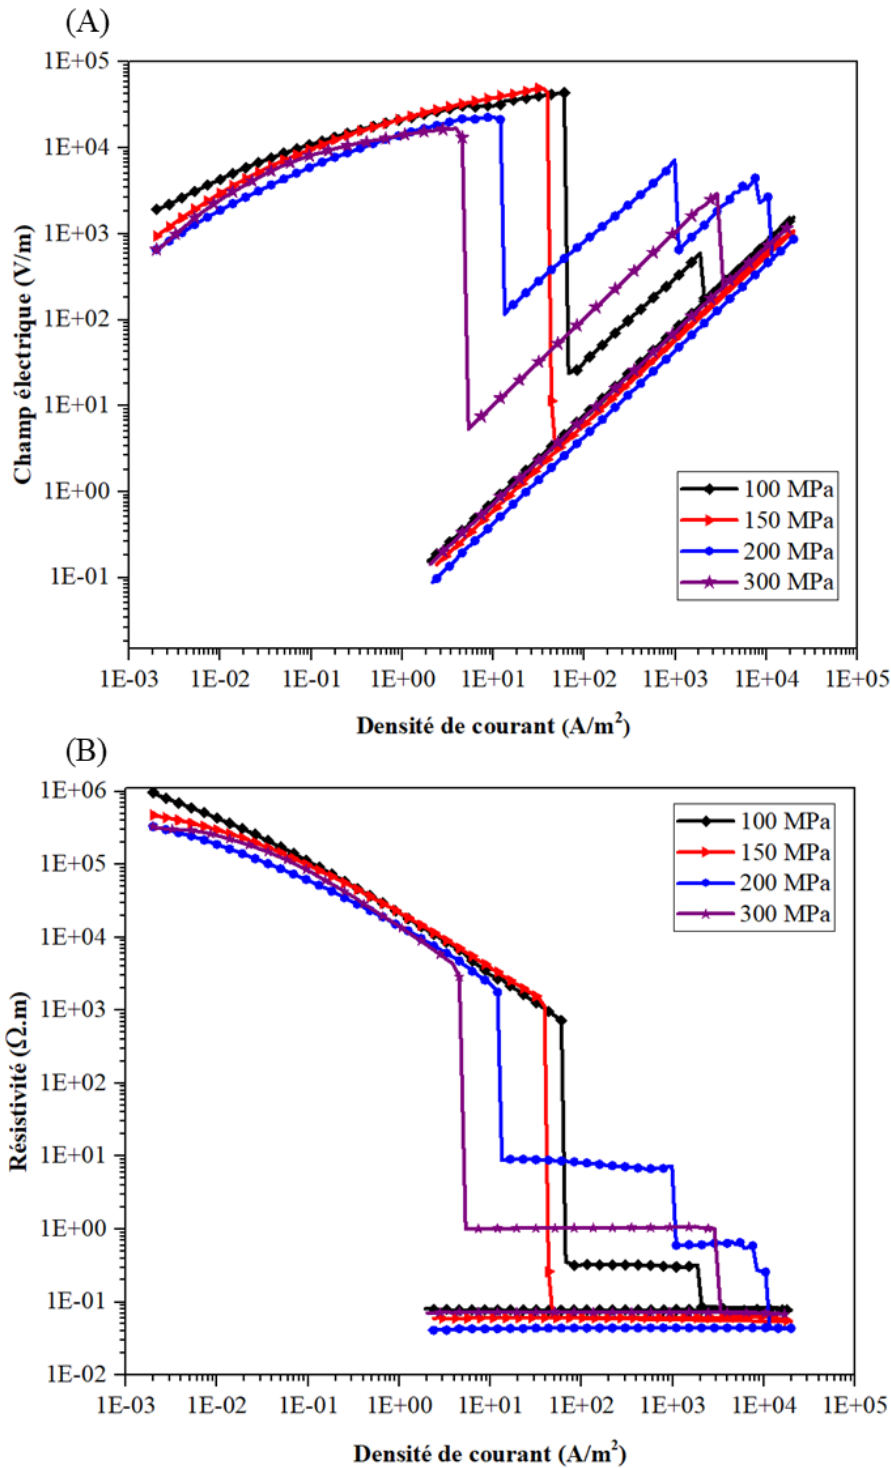 (A)
1E+05
1E+04
1E+03
1E+02
1E+01
1E+00
1E-01
Champ électrique (V/m)
100 MPa
150 MPa
200 MPa
300 MPa
1E-03 1E-02 1E-01 1E+00 1E+01 1E+02 1E+03 1E+04 1E+05
Densité de courant (A/m²)
(B)
1E+06
1E+05
1E+04
1E+03
1E+02
1E+01
1E+00
1E-01
1E-02
Résistivité (Ω.m)
100 MPa
150 MPa
200 MPa
300 MPa
1E-03 1E-02 1E-01 1E+00 1E+01 1E+02 1E+03 1E+04 1E+05
Densité de courant (A/m²)